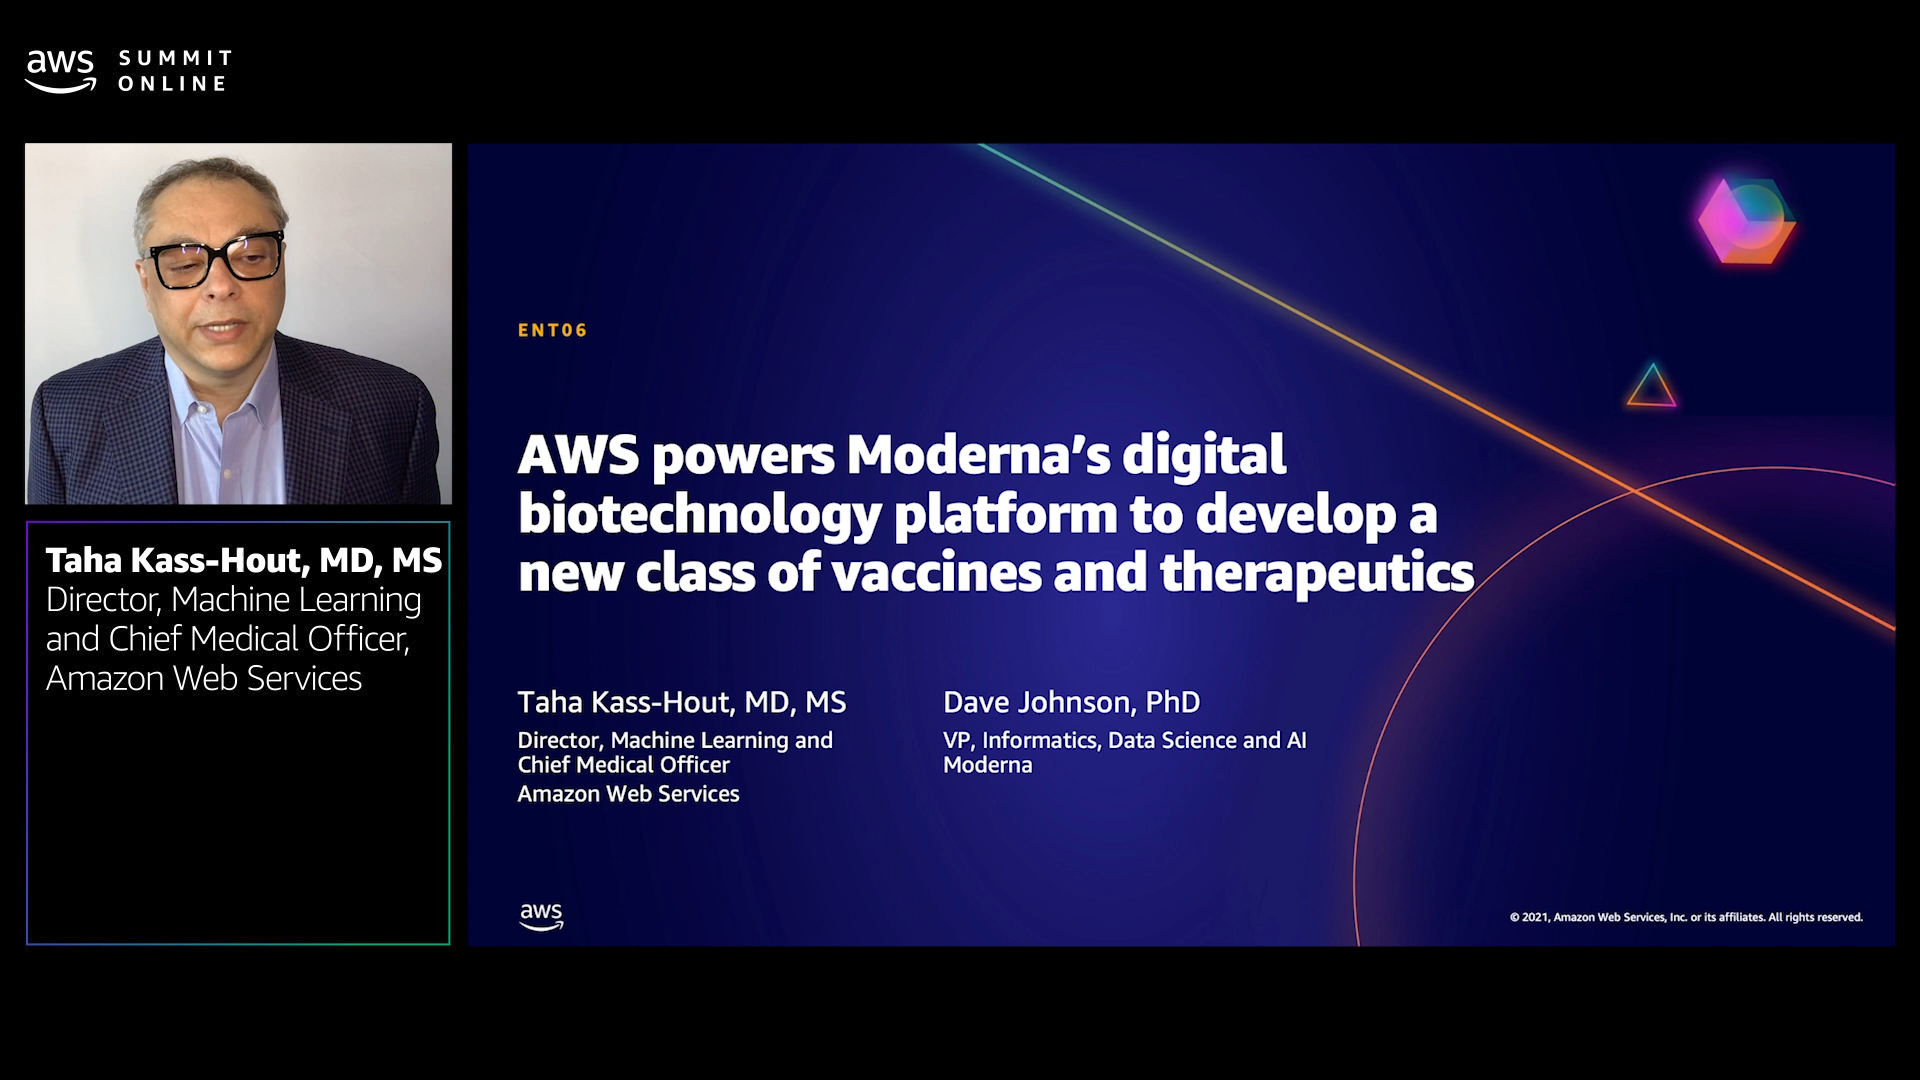 aws SUMMIT
ONLINE
Taha Kass-Hout, MD, MS
Director, Machine Learning
and Chief Medical Officer,
Amazon Web Services
ENT06
AWS powers Moderna’s digital
biotechnology platform to develop a
new class of vaccines and therapeutics
Taha Kass-Hout, MD, MS
Director, Machine Learning and
Chief Medical Officer
Amazon Web Services
Dave Johnson, PhD
VP, Informatics, Data Science and AI
Moderna
aws
© 2021, Amazon Web Services, Inc. or its affiliates. All rights reserved.